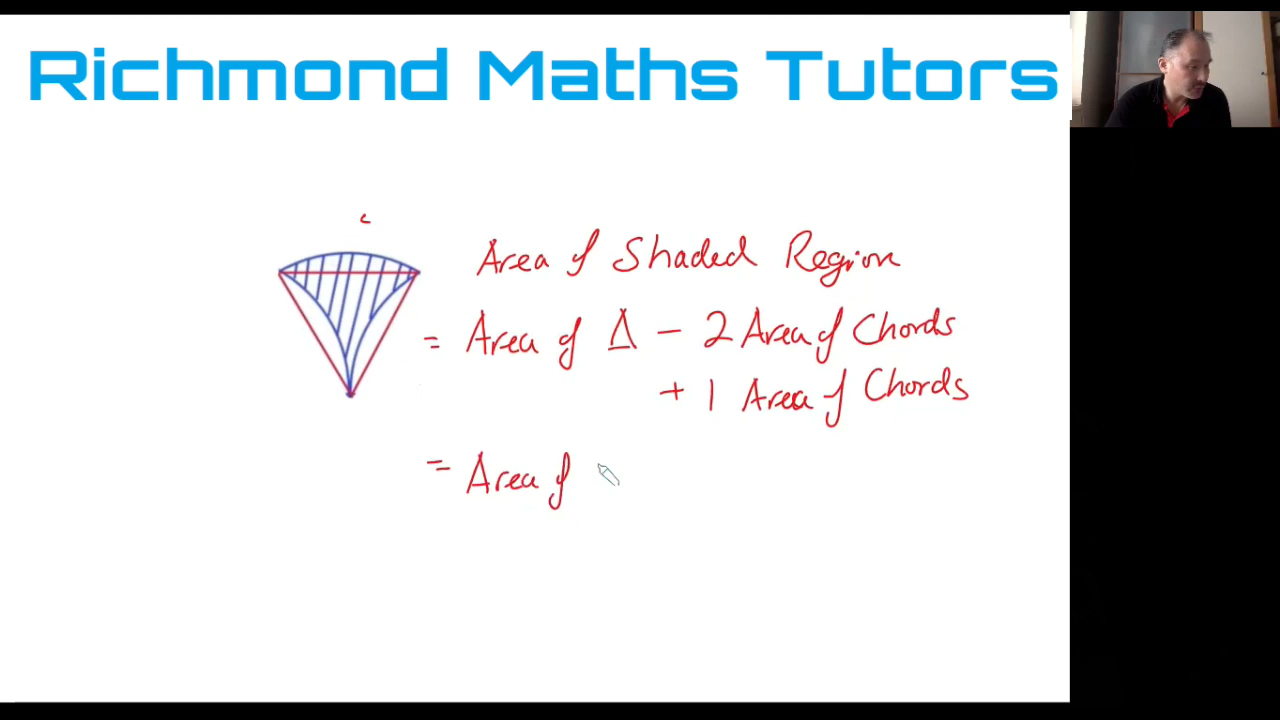 Richmond Maths Tutors
c
Area of Shaded Region
= Area of Δ - 2 Area of Chords
+ 1 Area of Chords
= Area of